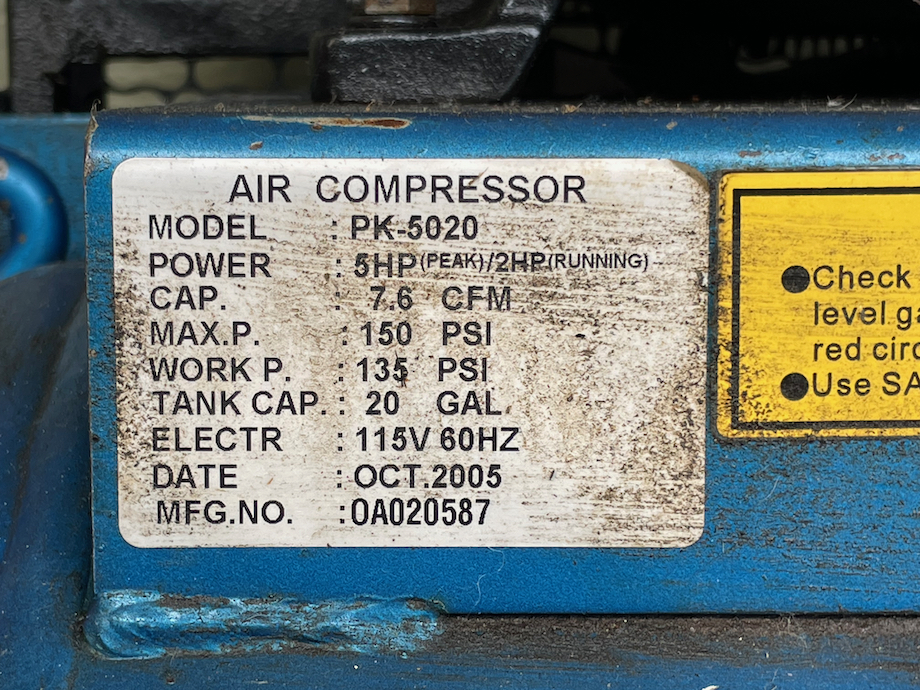 AIR COMPRESSOR
MODEL : PK-5020
POWER : 5HP(PEAK)/2HP(RUNNING)
CAP. : 7.6 CFM
MAX.P. : 150 PSI
WORK P. : 135 PSI
TANK CAP. : 20 GAL
ELECTR : 115V 60HZ
DATE : OCT.2005
MFG.NO. :0A020587
●Check
level
red
●Use